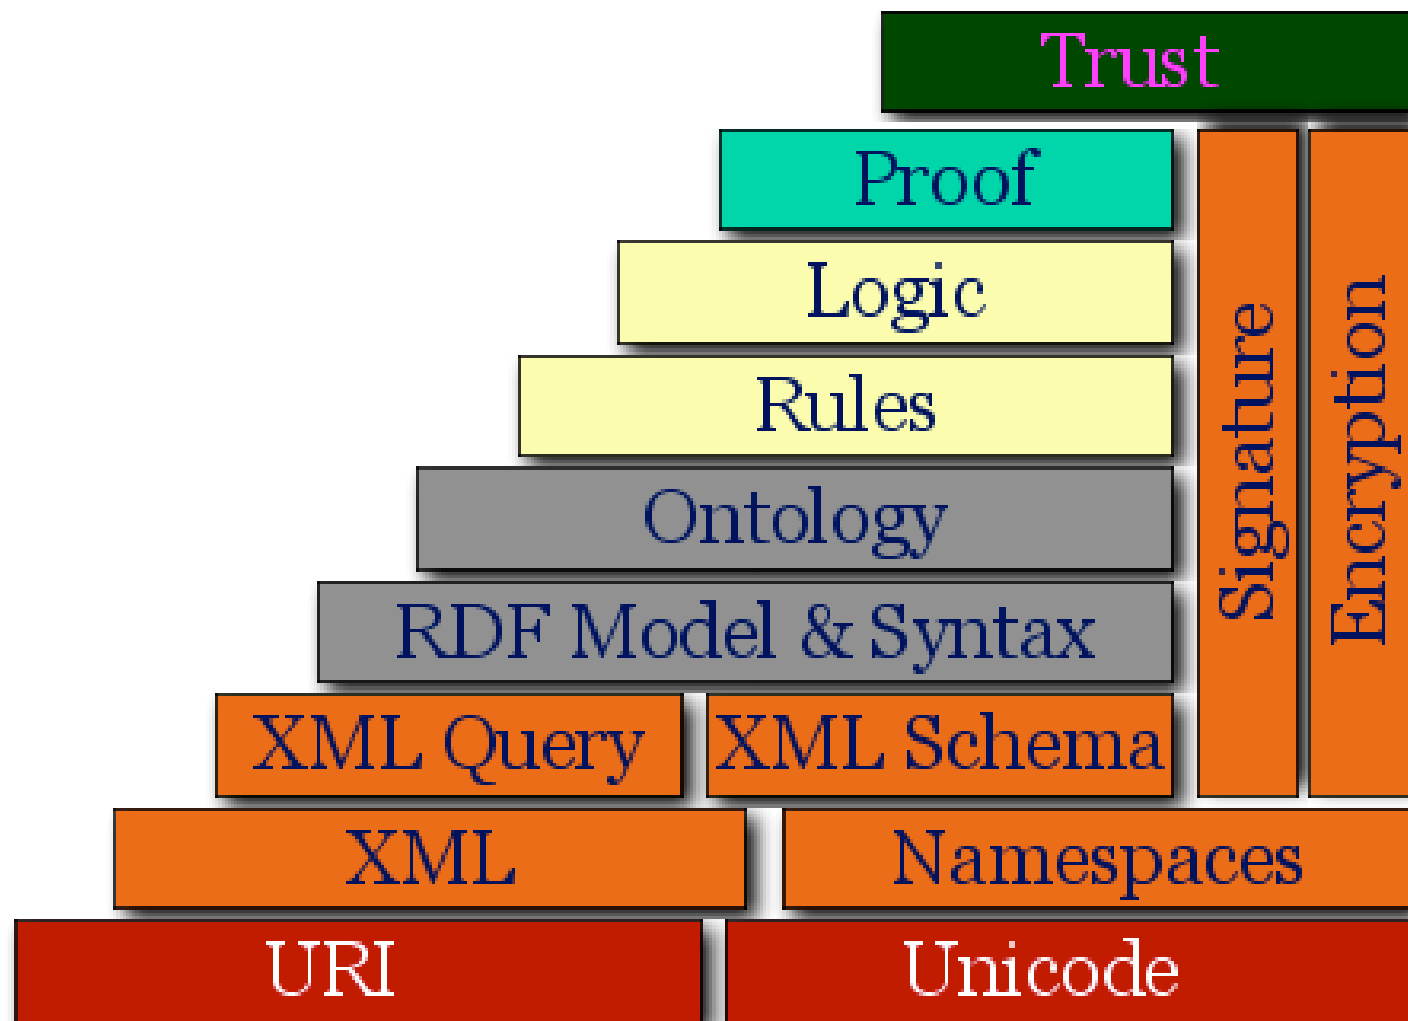 Trust
Proof
Logic
Rules
Ontology
RDF Model & Syntax
XML Query
XML Schema
Signature
Encryption
XML
Namespaces
URI
Unicode